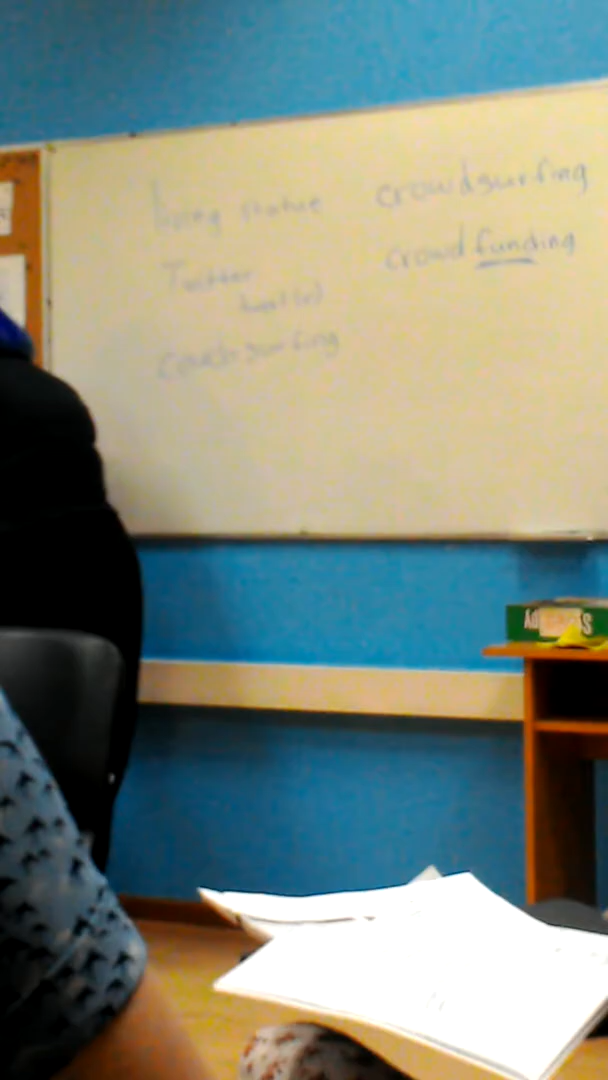 living statue
Twitter
couchsurfing
crowdsurfing
crowdfunding